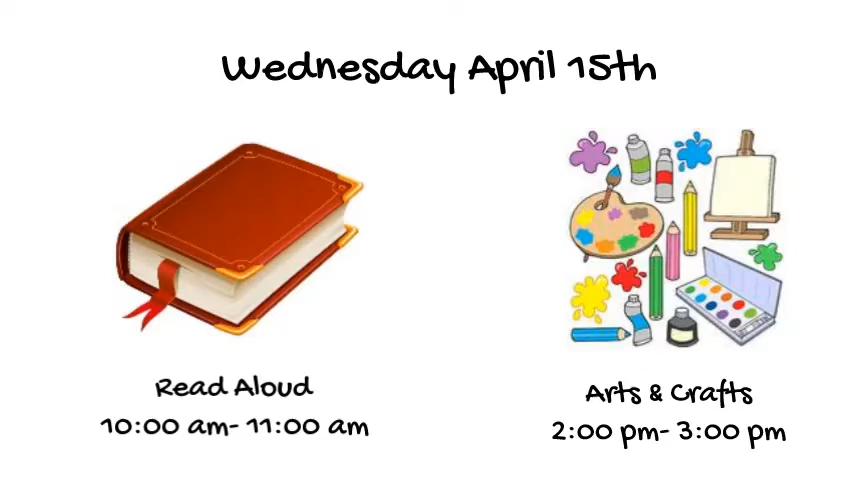 Wednesday April 15th
Read Aloud
10:00 am- 11:00 am
Arts & Crafts
2:00 pm- 3:00 pm